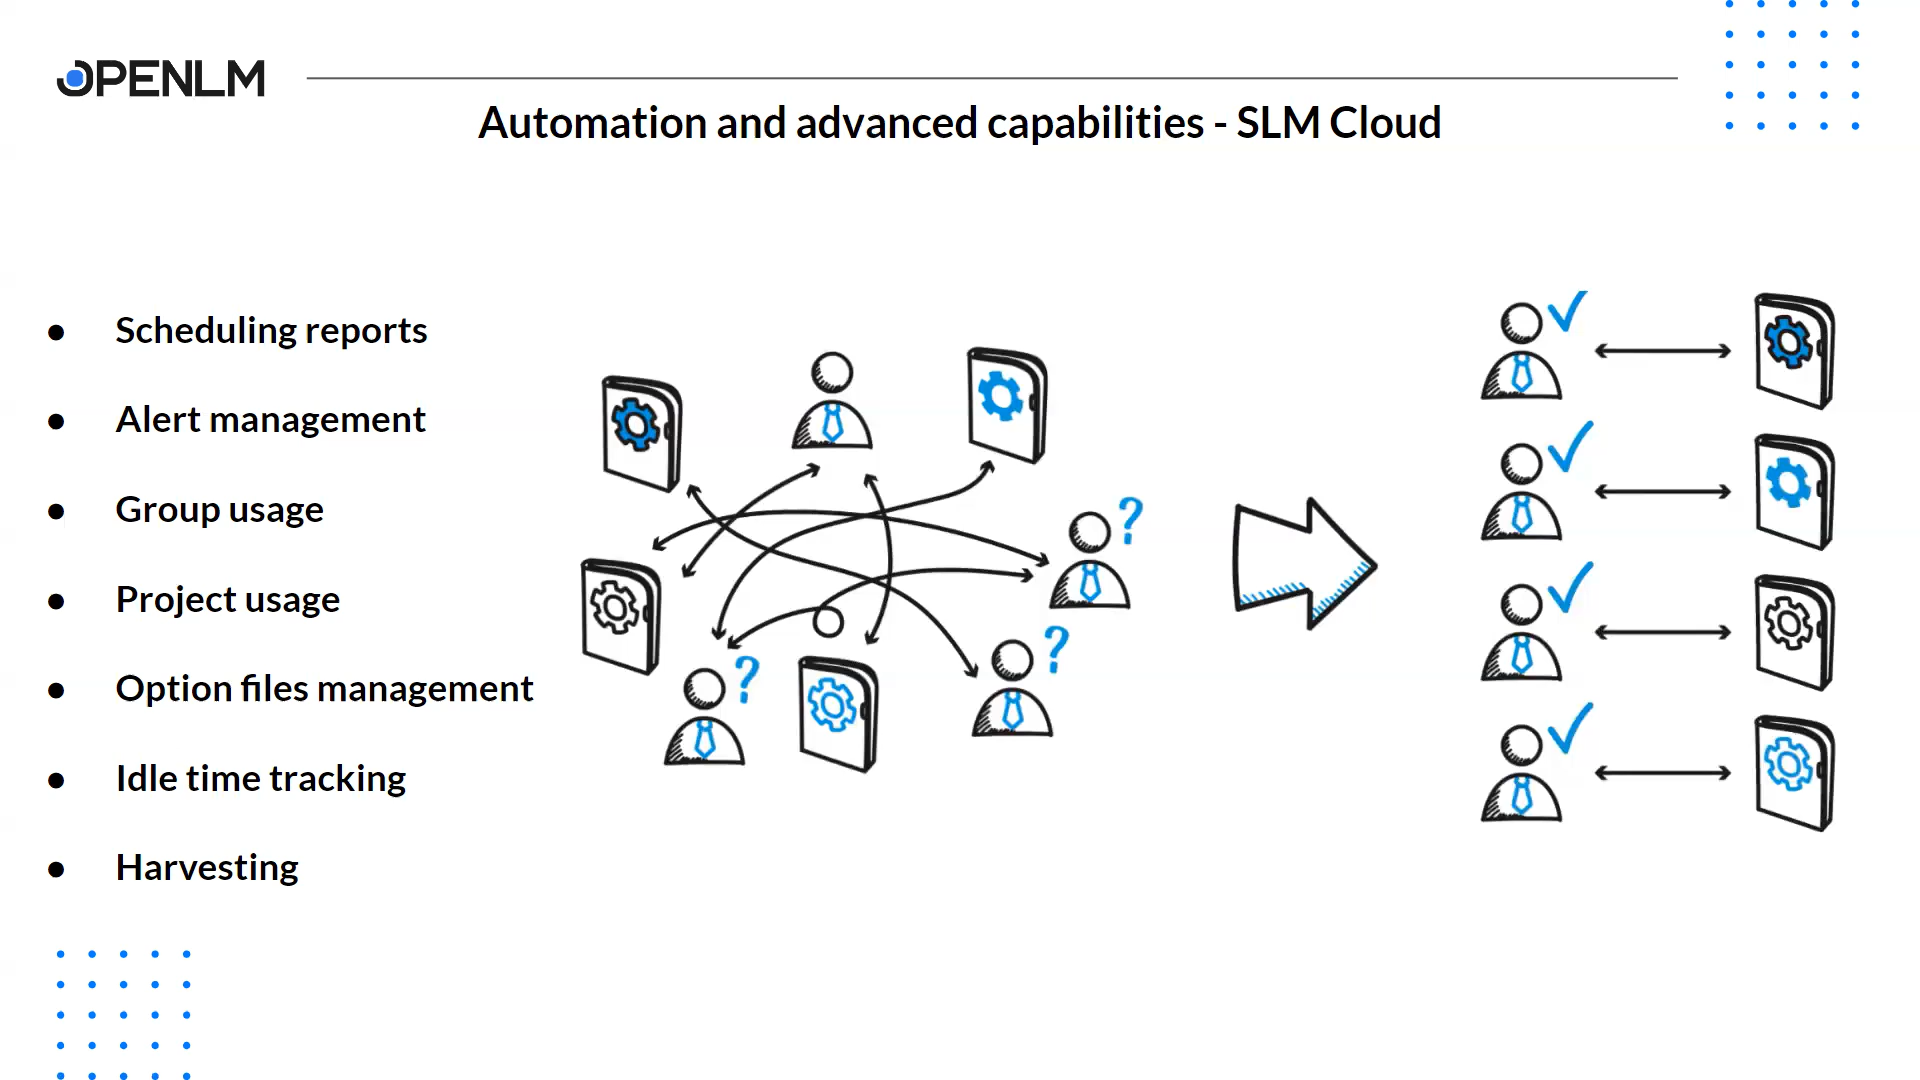 OPENLM
Automation and advanced capabilities - SLM Cloud
● Scheduling reports
● Alert management
● Group usage
● Project usage
● Option files management
● Idle time tracking
● Harvesting
?
?
?